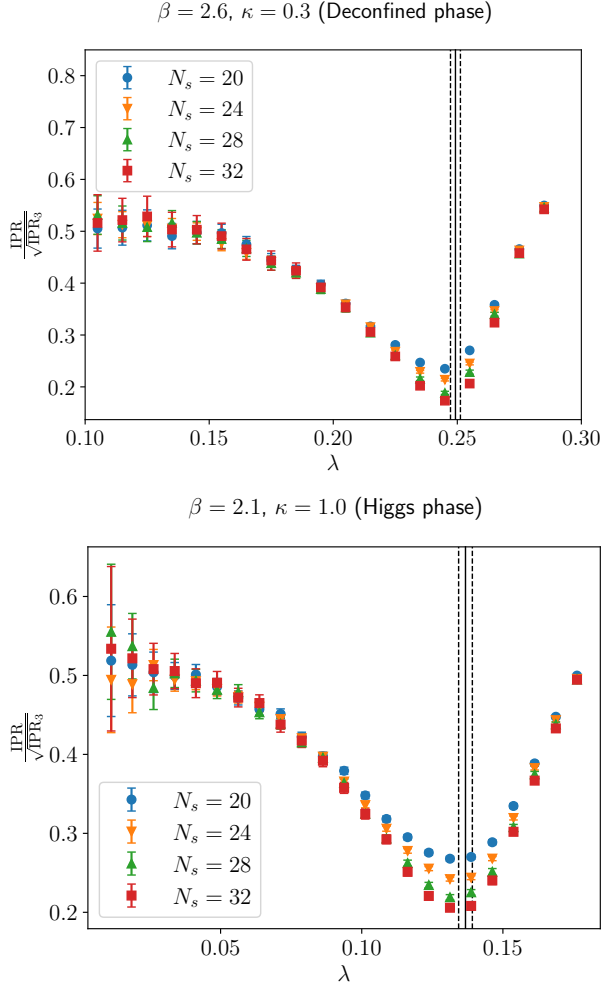 β = 2.6, κ = 0.3 (Deconfined phase)
0.8
0.7
0.6
0.5
0.4
0.3
0.2
IPR
√IPR₃
N_s = 20
N_s = 24
N_s = 28
N_s = 32
0.10 0.15 0.20 0.25 0.30
λ
β = 2.1, κ = 1.0 (Higgs phase)
0.6
0.5
0.4
0.3
0.2
IPR
√IPR₃
N_s = 20
N_s = 24
N_s = 28
N_s = 32
0.05 0.10 0.15
λ